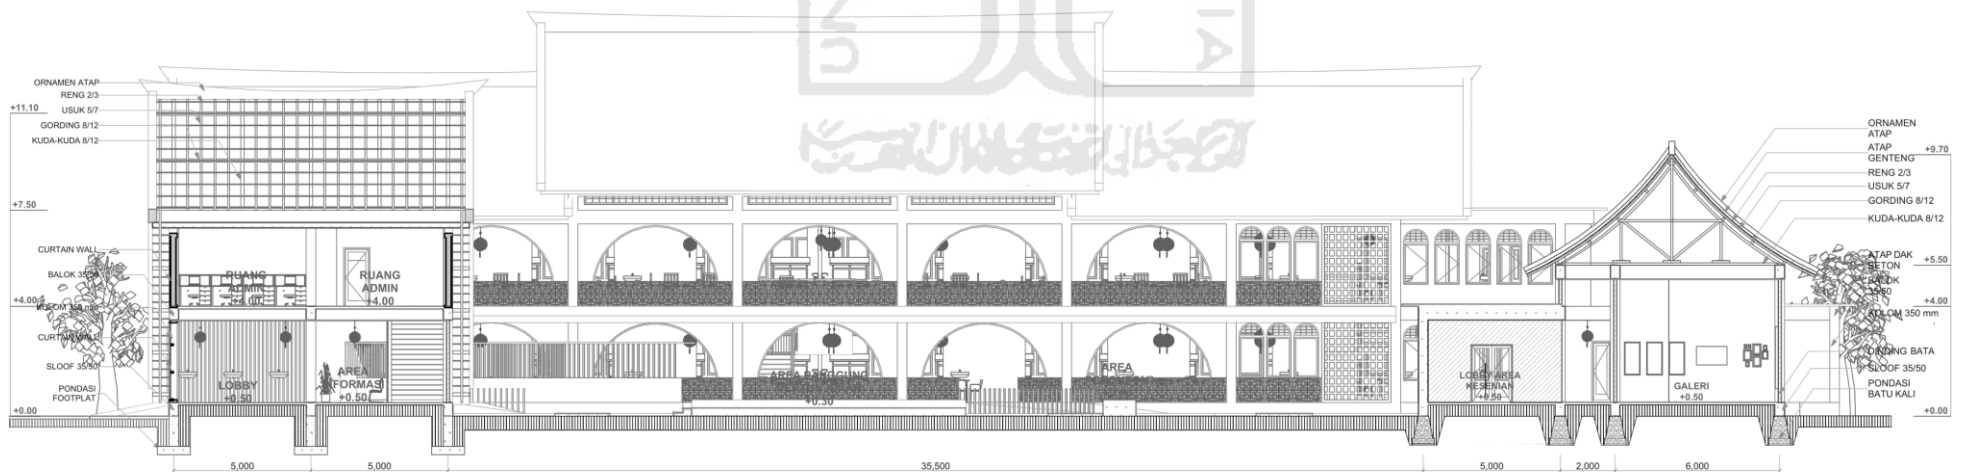 ORNAMEN ATAP
RENG 2/3
+11.10
USUK 5/7
GORDING 8/12
KUDA-KUDA 8/12
+7.50
CURTAIN WALL
BALOK 35/50
+4.00
CURTAIN WALL
SLOOF 35/50
PONDASI
FOOTPLAT
+0.00
RUANG
ADMIN
+4.00
RUANG
ADMIN
+4.00
LOBBY
+0.50
AREA
+0.50
AREA PANGGUNG
+0.30
AREA
LOBBY AREA
KESENIAN
+0.50
GALERI
+0.50
ORNAMEN
ATAP
ATAP
GENTENG
+9.70
RENG 2/3
USUK 5/7
GORDING 8/12
KUDA-KUDA 8/12
ATAP DAK
BETON
+5.50
BALOK
35/50
+4.00
KOLOM 350 mm
DINDING BATA
SLOOF 35/50
PONDASI
BATU KALI
+0.00
5,000
5,000
35,500
5,000
2,000
6,000